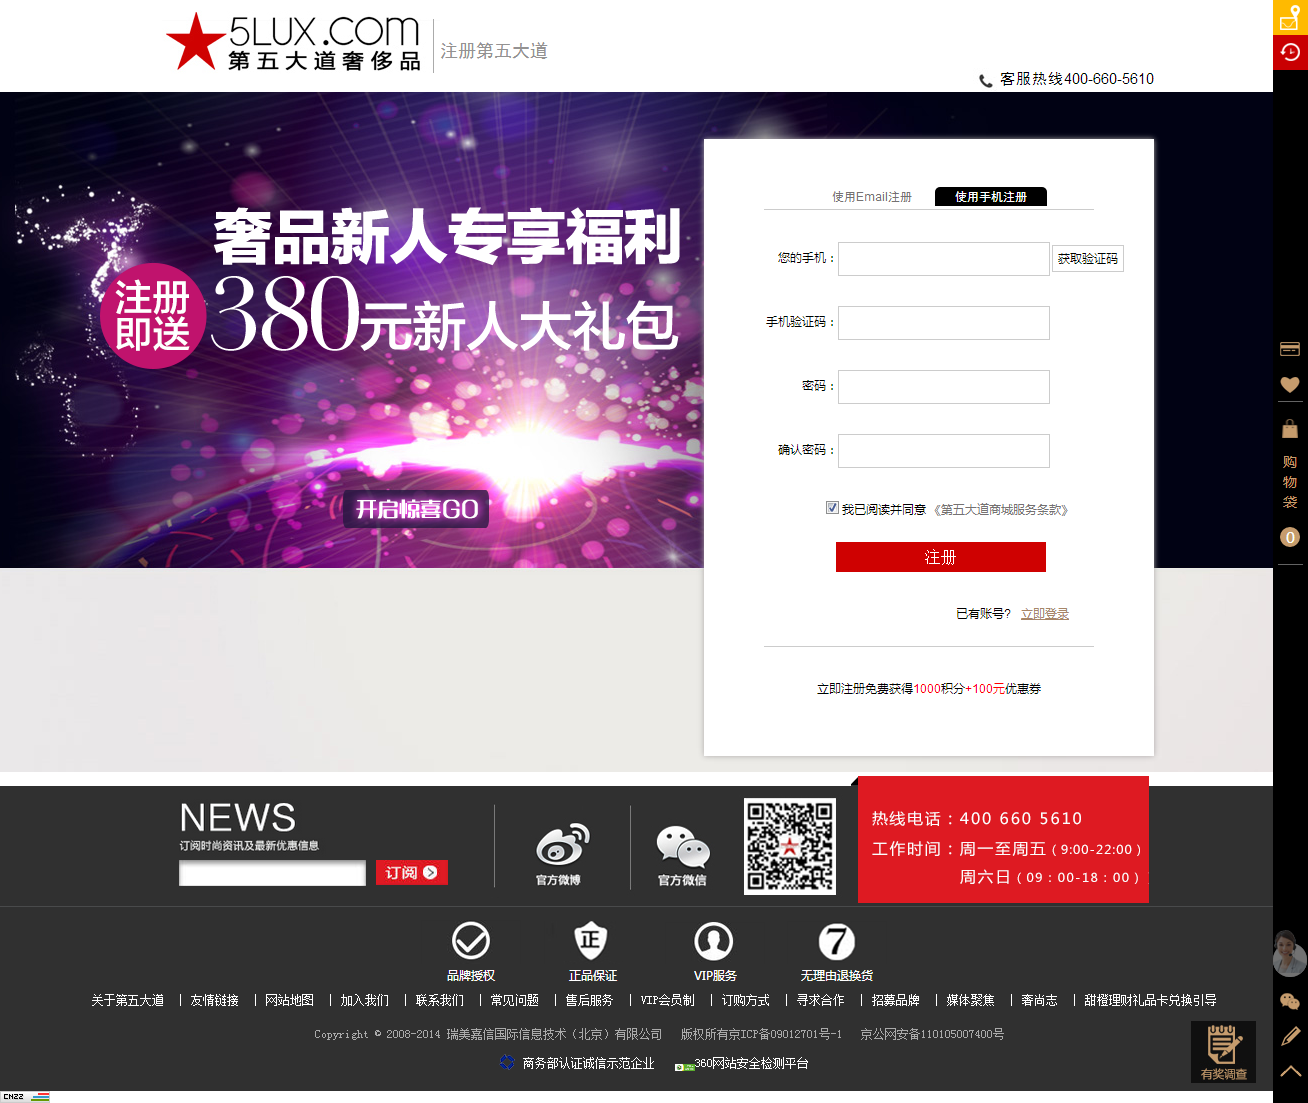 5LUX.COM
第五大道奢侈品
注册第五大道
客服热线400-660-5610
奢品新人专享福利
注册
即送
380元新人大礼包
开启惊喜GO
使用Email注册
使用手机注册
您的手机：
获取验证码
手机验证码：
密码：
确认密码：
我已阅读并同意 《第五大道商城服务条款》
注册
已有账号? 立即登录
立即注册免费获得1000积分+100元优惠券
购
物
袋
0
NEWS
订阅时尚资讯及最新优惠信息
订阅
官方微博
官方微信
热线电话：400 660 5610
工作时间：周一至周五（9:00-22:00）
周六日（09：00-18：00）
正
7
品牌授权
正品保证
VIP服务
无理由退换货
关于第五大道 | 友情链接 | 网站地图 | 加入我们 | 联系我们 | 常见问题 | 售后服务 | VIP会员制 | 订购方式 | 寻求合作 | 招募品牌 | 媒体聚焦 | 奢尚志 | 甜橙理财礼品卡兑换引导
Copyright © 2008-2014 瑞美嘉信国际信息技术（北京）有限公司 版权所有京ICP备09012701号-1 京公网安备110105007400号
商务部认证诚信示范企业
360网站安全检测平台
有奖调查
CNZZ